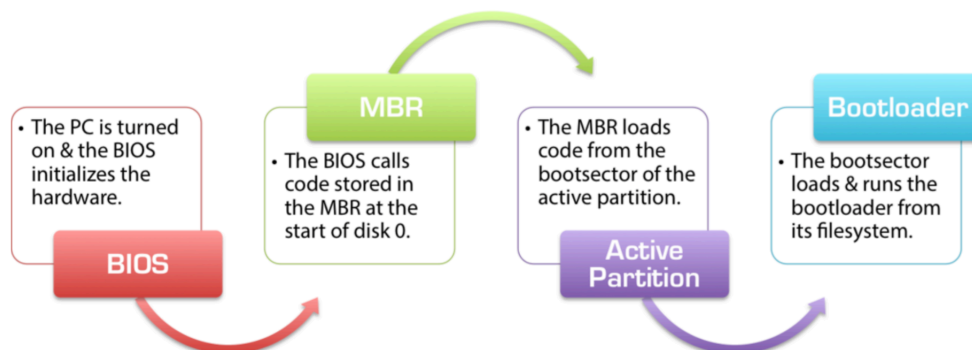 • The PC is turned
on & the BIOS
initializes the
hardware.
BIOS
MBR
• The BIOS calls
code stored in
the MBR at the
start of disk 0.
• The MBR loads
code from the
bootsector of the
active partition.
Active
Partition
Bootloader
• The bootsector
loads & runs the
bootloader from
its filesystem.